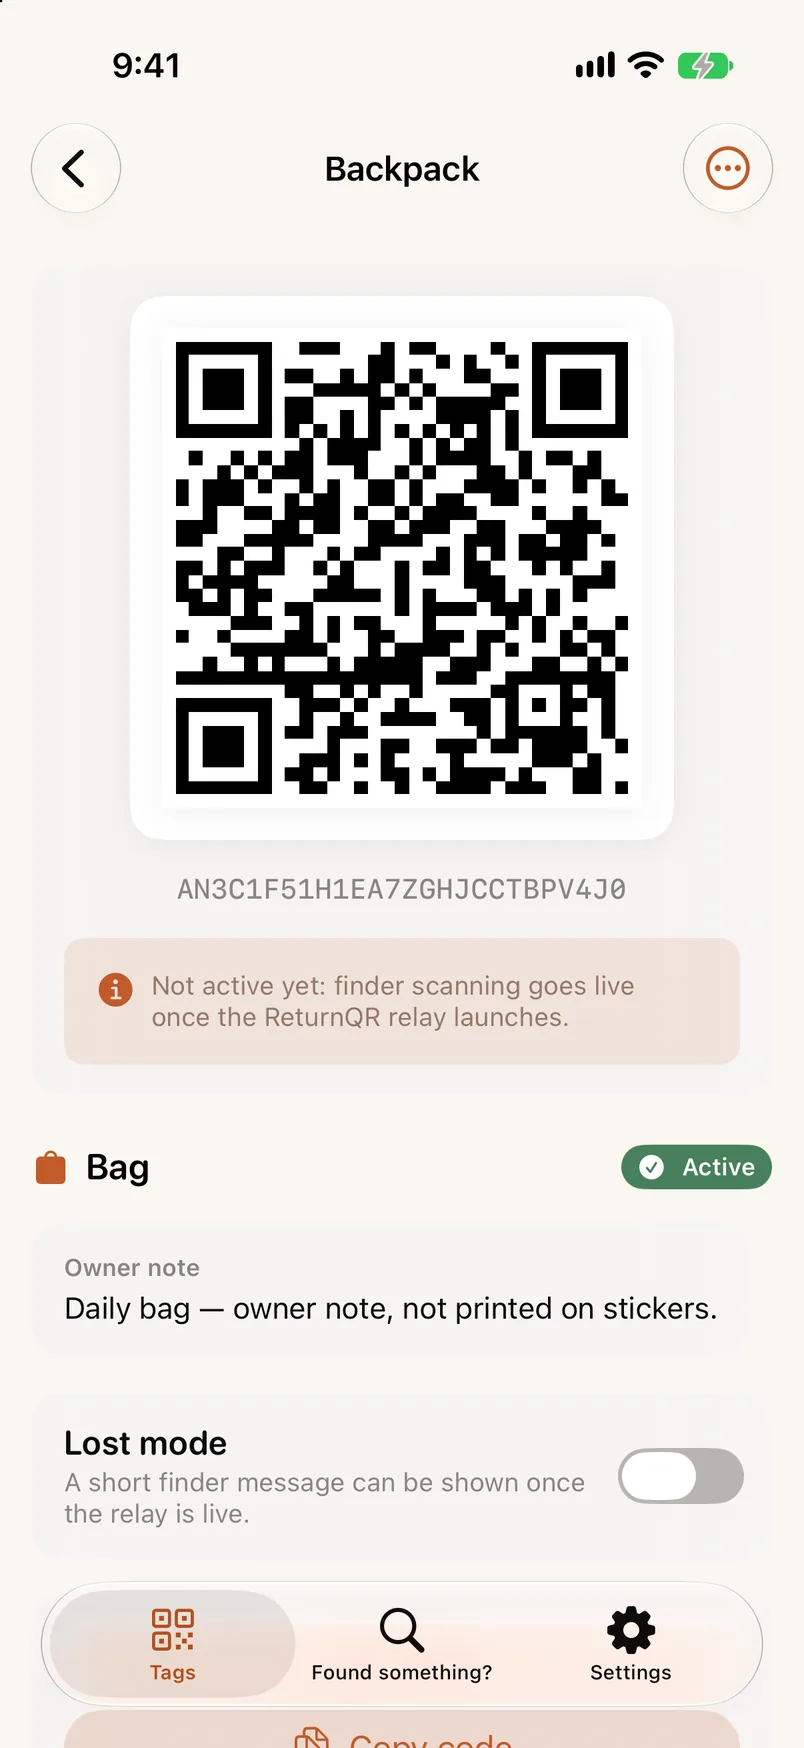 9:41
Backpack
AN3C1F51H1EA7ZGHJCCTBPV4J0
Not active yet: finder scanning goes live
once the ReturnQR relay launches.
Bag
Active
Owner note
Daily bag — owner note, not printed on stickers.
Lost mode
A short finder message can be shown once
the relay is live.
Tags
Found something?
Settings
Copy code